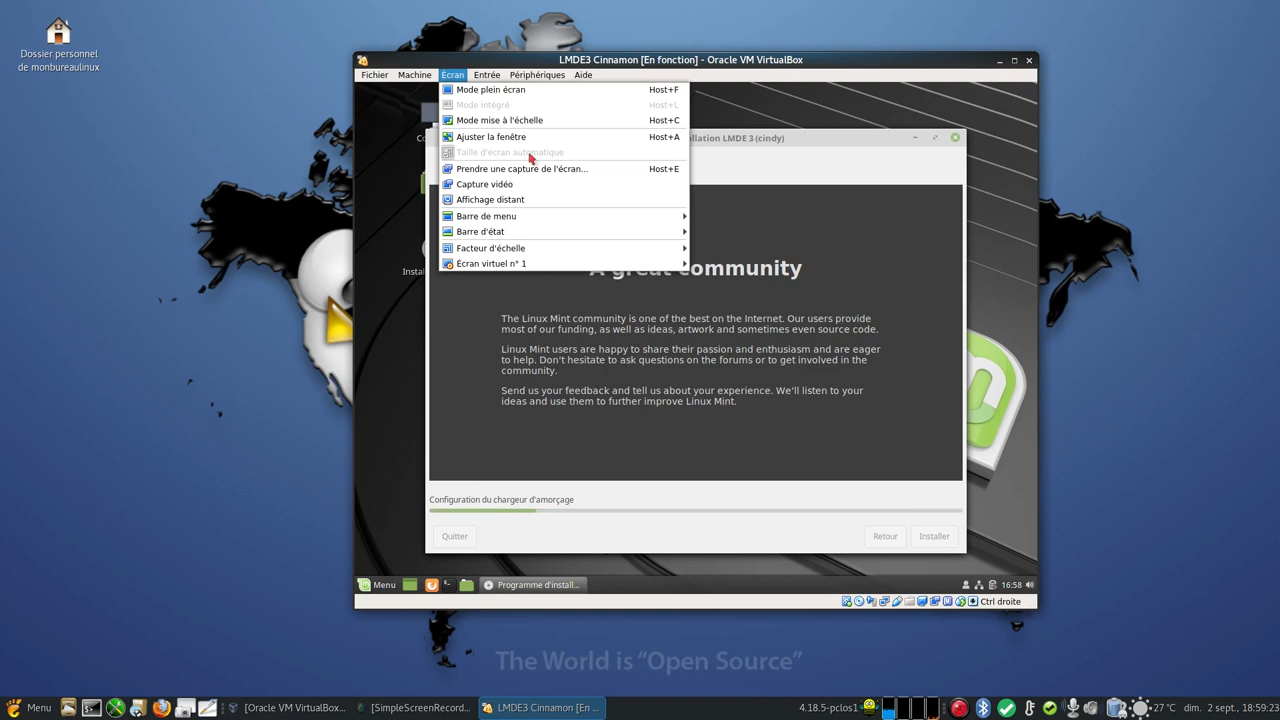 Dossier personnel
de monbureaulinux
LMDE3 Cinnamon [En fonction] - Oracle VM VirtualBox
Fichier Machine Écran Entrée Périphériques Aide
Mode plein écran Host+F
Mode intégré Host+L
Mode mise à l'échelle Host+C
Ajuster la fenêtre Host+A
Taille d'écran automatique
Prendre une capture de l'écran... Host+E
Capture vidéo
Affichage distant
Barre de menu
Barre d'état
Facteur d'échelle
Écran virtuel n° 1
allation LMDE 3 (cindy)
Instal
A great community
The Linux Mint community is one of the best on the Internet. Our users provide
most of our funding, as well as ideas, artwork and sometimes even source code.
Linux Mint users are happy to share their passion and enthusiasm and are eager
to help. Don't hesitate to ask questions on the forums or to get involved in the
community.
Send us your feedback and tell us about your experience. We'll listen to your
ideas and use them to further improve Linux Mint.
Configuration du chargeur d'amorçage
Quitter Retour Installer
Menu Programme d'install... 16:58
Ctrl droite
The World is “Open Source”
Menu [Oracle VM VirtualBox... [SimpleScreenRecord... LMDE3 Cinnamon [En ... 4.18.5-pclos1 27 °C dim. 2 sept., 18:59:23